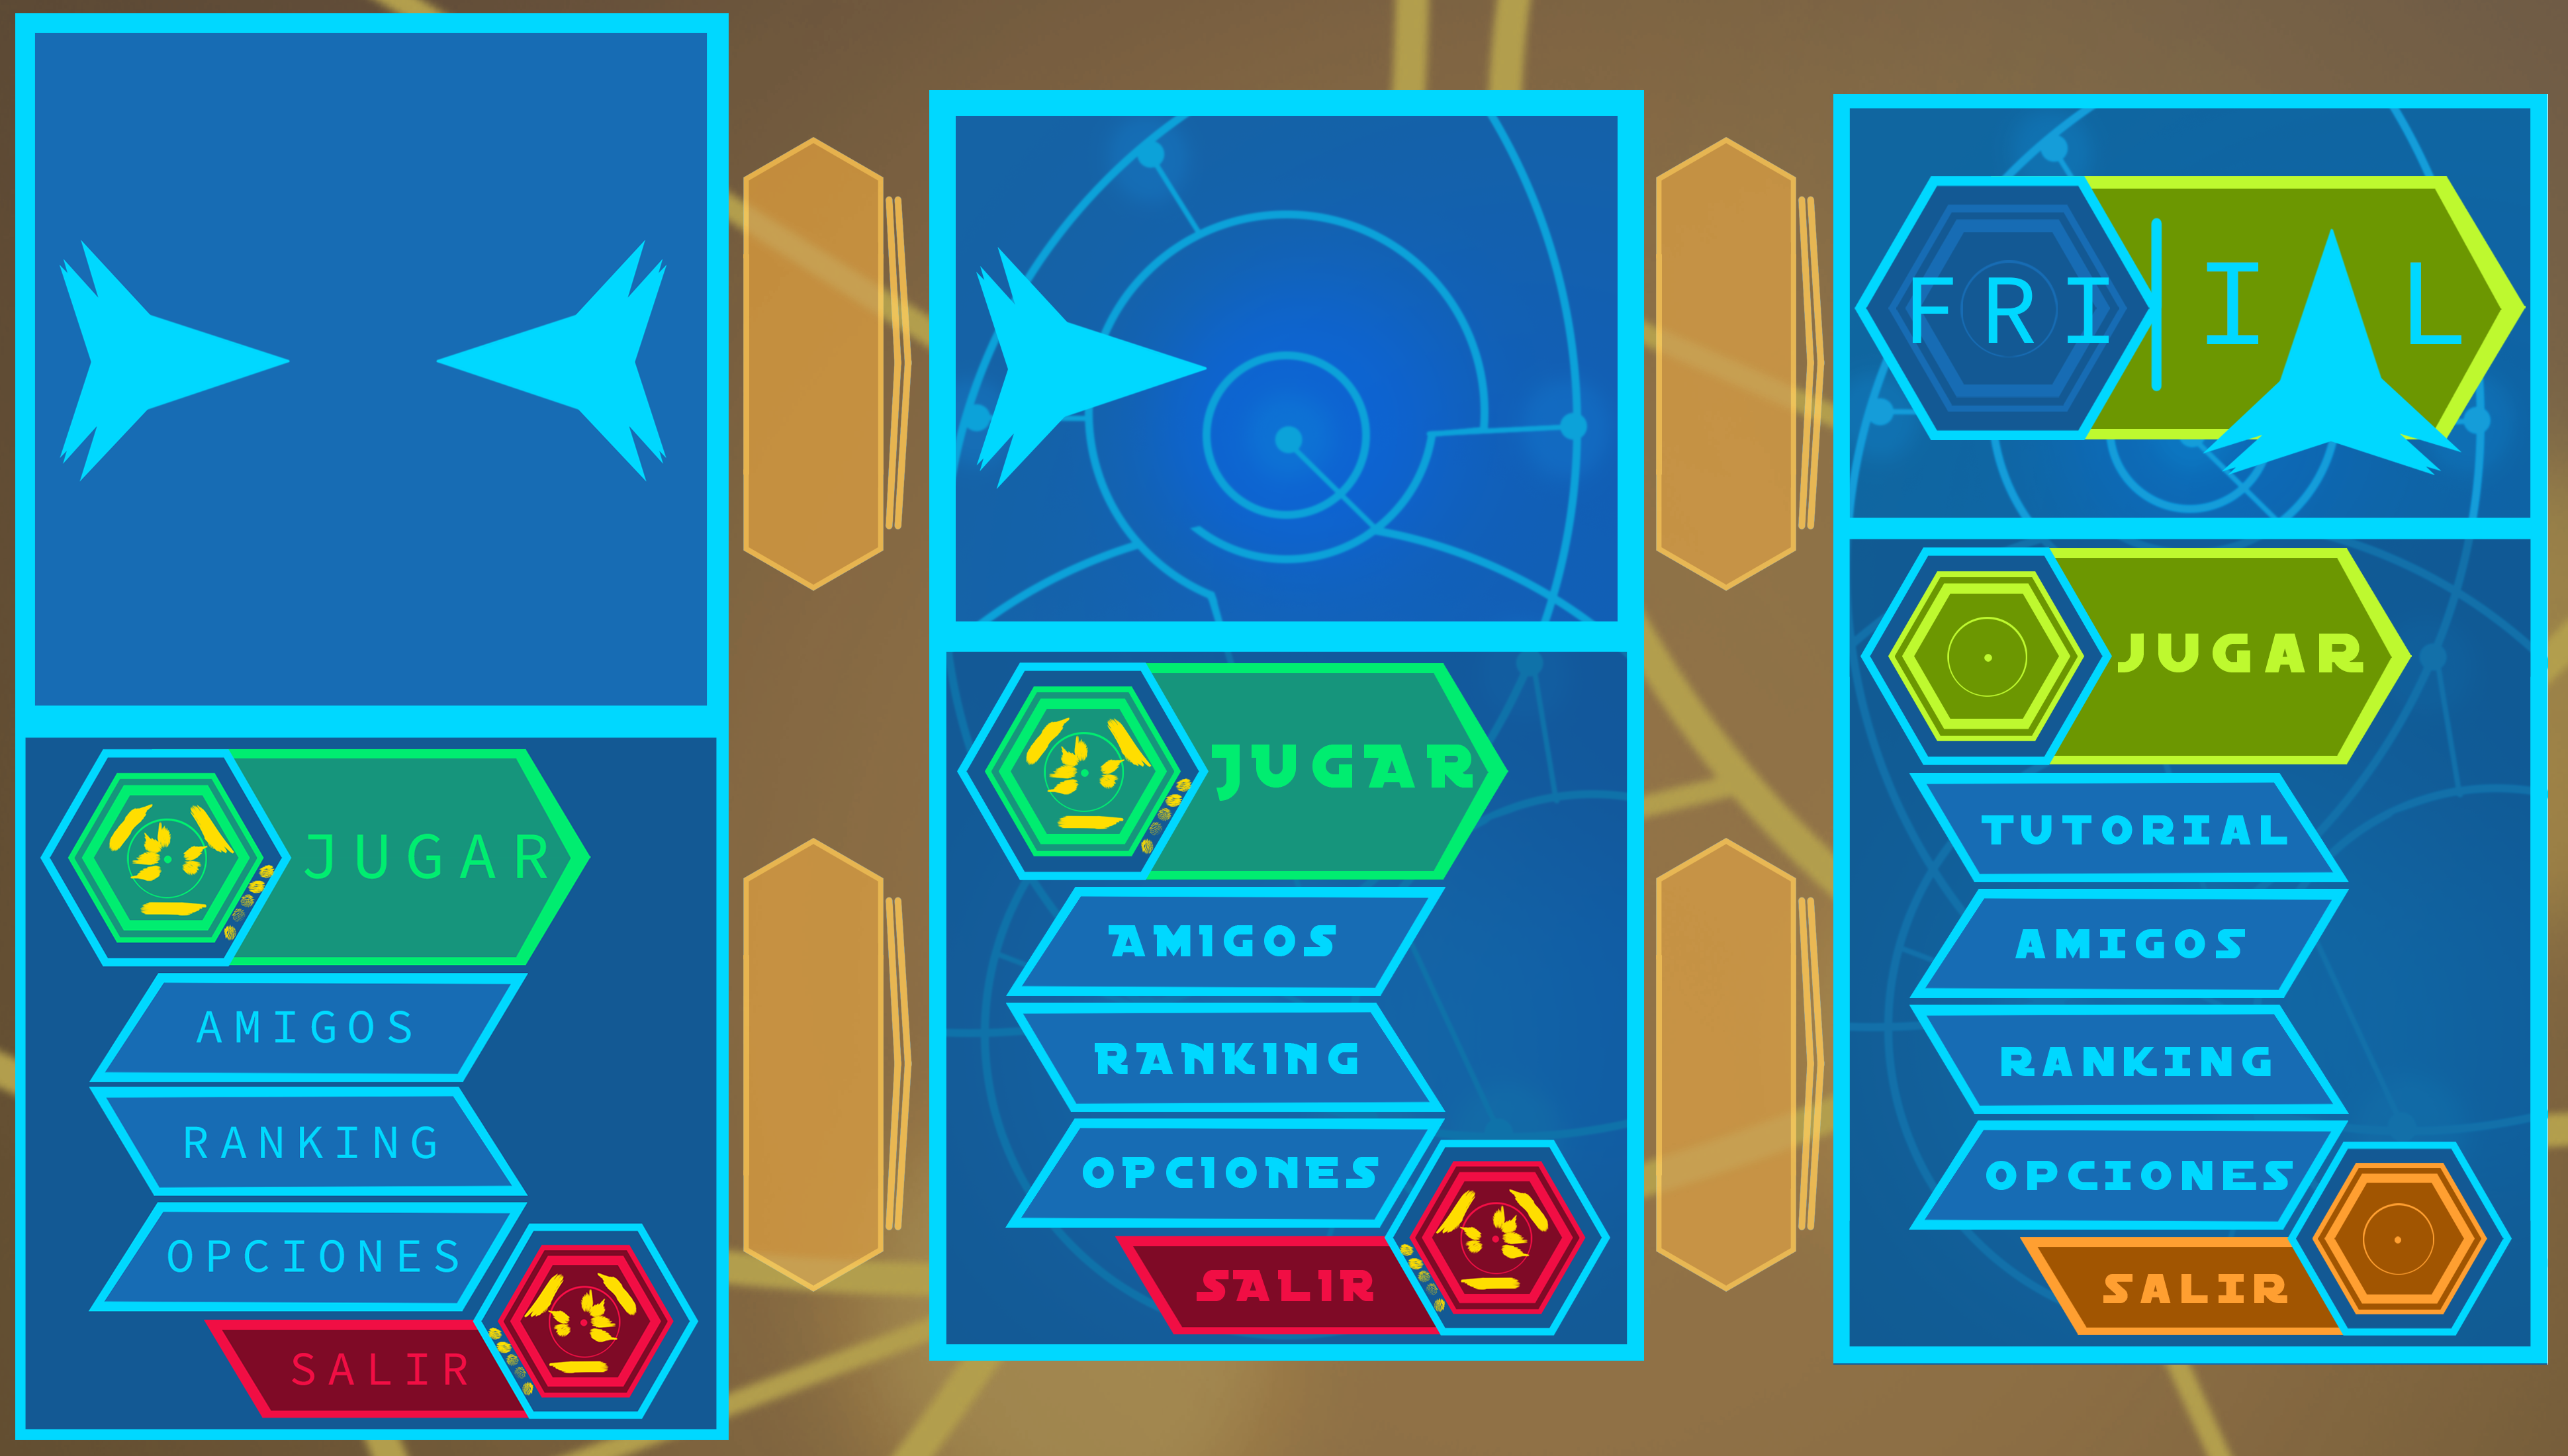 JUGAR
AMIGOS
RANKING
OPCIONES
SALIR
JUGAR
AMIGOS
RANKING
OPCIONES
SALIR
FRI | I L
JUGAR
TUTORIAL
AMIGOS
RANKING
OPCIONES
SALIR